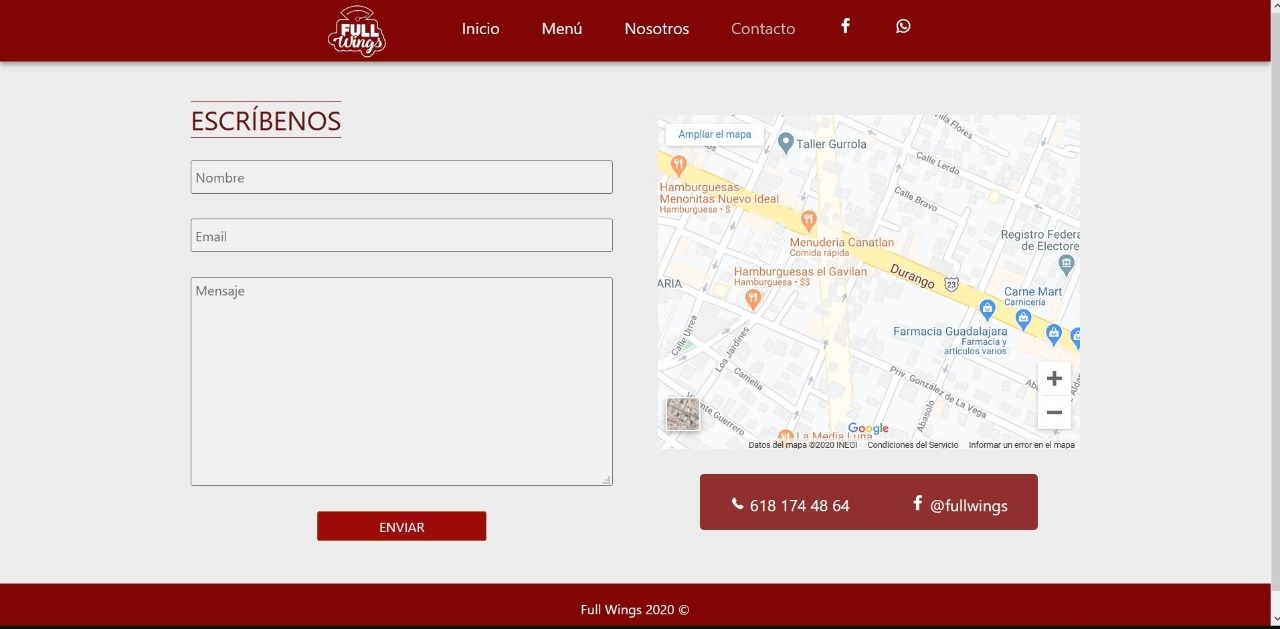 FULL
Wings
Inicio
Menú
Nosotros
Contacto
ESCRÍBENOS
Nombre
Email
Mensaje
ENVIAR
Ampliar el mapa
Taller Gurrola
Villa Flores
Calle Lerdo
Calle Bravo
Hamburguesas
Menonitas Nuevo Ideal
Hamburguesa • $
Menuderia Canatlan
Comida rápida
Registro Federa
de Electore
Hamburguesas el Gavilan
Hamburguesa • $$
ARIA
Durango
23
Carne Mart
Carnicería
Farmacia Guadalajara
Farmacia y
artículos varios
Calle Urrea
Los Jardines
Camelia
Priv. González de La Vega
Abasolo
Guerrero
La Media Luna
Google
Datos del mapa ©2020 INEGI
Condiciones del Servicio
Informar un error en el mapa
618 174 48 64
@fullwings
Full Wings 2020 ©